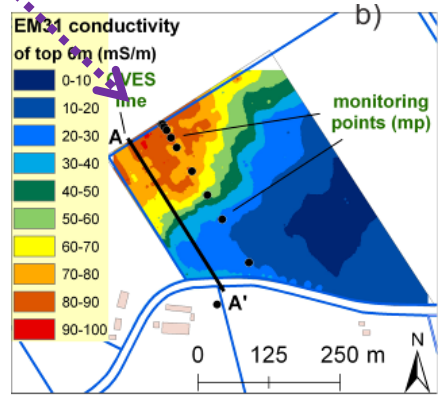 b)
EM31 conductivity
of top 6m (mS/m)
0-10
10-20
20-30
30-40
40-50
50-60
60-70
70-80
80-90
90-100
line
A
monitoring
points (mp)
A'
0 125 250 m
N